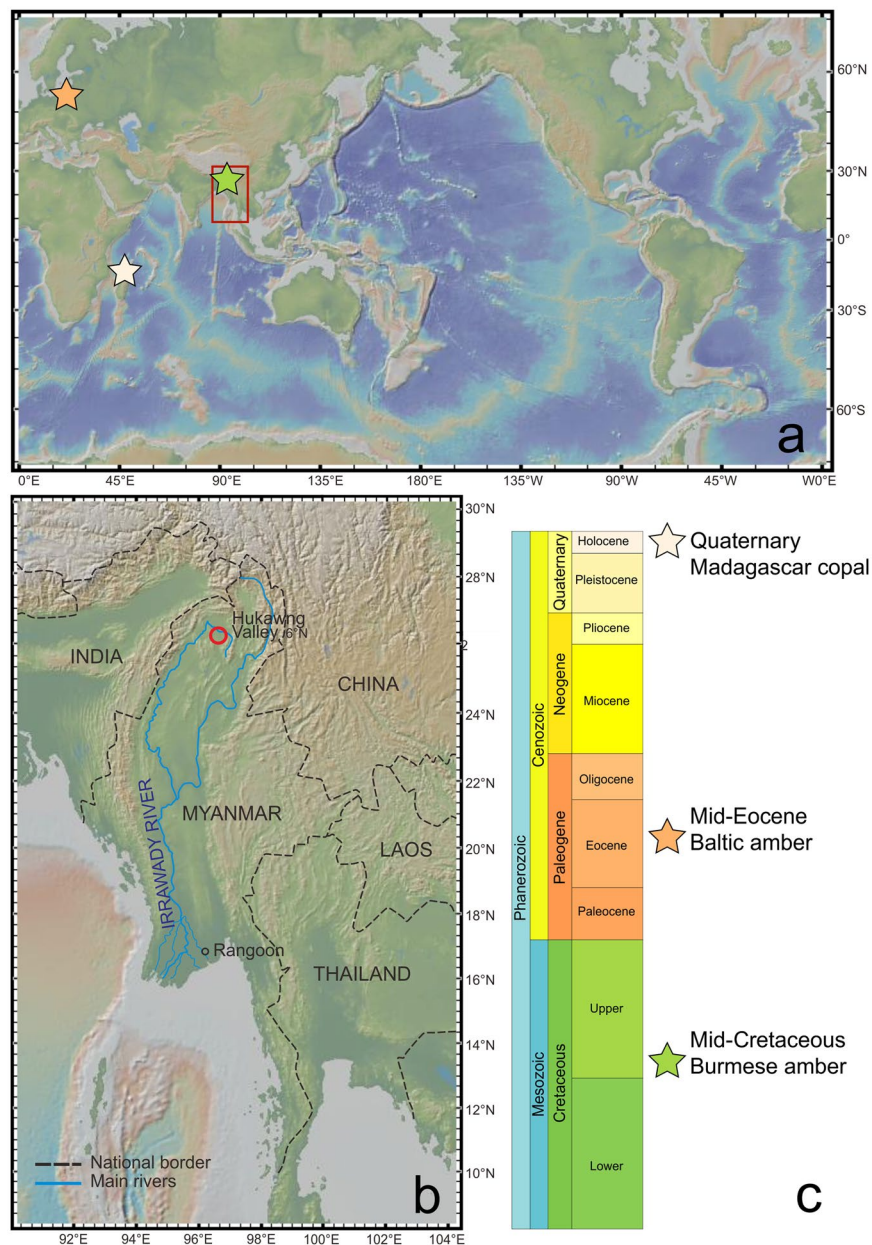 60°N
30°N
0°
30°S
60°S
a
0°E
45°E
90°E
135°E
180°E
135°W
90°W
45°W
W0°E
30°N
28°N
Hukawng
Valley /6°N
2
INDIA
CHINA
24°N
22°N
MYANMAR
IRRAWADY RIVER
LAOS
20°N
18°N
Rangoon
THAILAND
16°N
14°N
12°N
10°N
National border
Main rivers
b
92°E
94°E
96°E
98°E
100°E
102°E
104°E
Phanerozoic
Cenozoic
Mesozoic
Quaternary
Neogene
Paleogene
Cretaceous
Holocene
Pleistocene
Pliocene
Miocene
Oligocene
Eocene
Paleocene
Upper
Lower
Quaternary
Madagascar copal
Mid-Eocene
Baltic amber
Mid-Cretaceous
Burmese amber
c